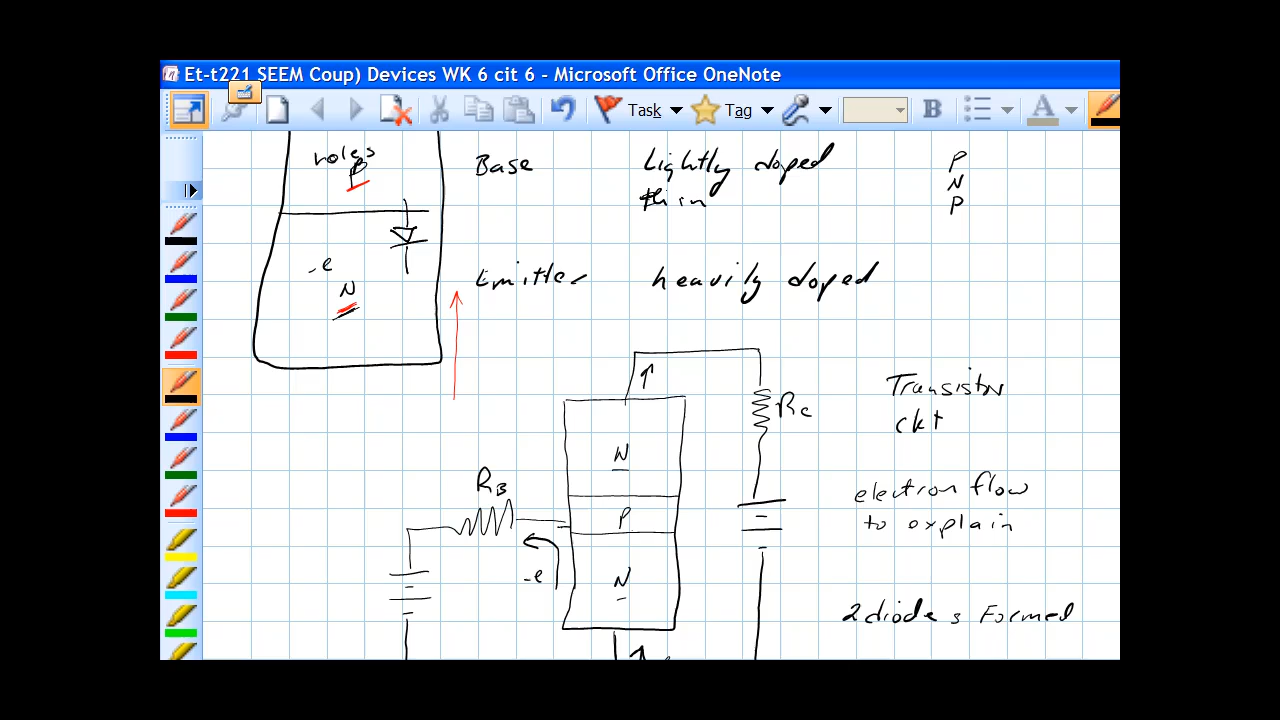 Et-t221 SEEM Coup) Devices WK 6 cit 6 - Microsoft Office OneNote
Task Tag B A
holes
P
Base Lightly doped
thin
P
N
P
-e
N
Emitter heavily doped
RC
Transistor
ckt
N
RB
P
electron flow
to explain
-e
N
2 diodes Formed